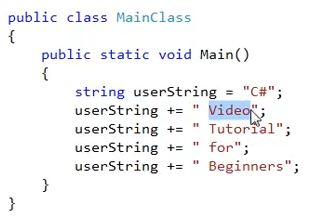 public class MainClass
{
    public static void Main()
    {
        string userString = "C#";
        userString += " Video";
        userString += " Tutorial";
        userString += " for";
        userString += " Beginners";
    }
}